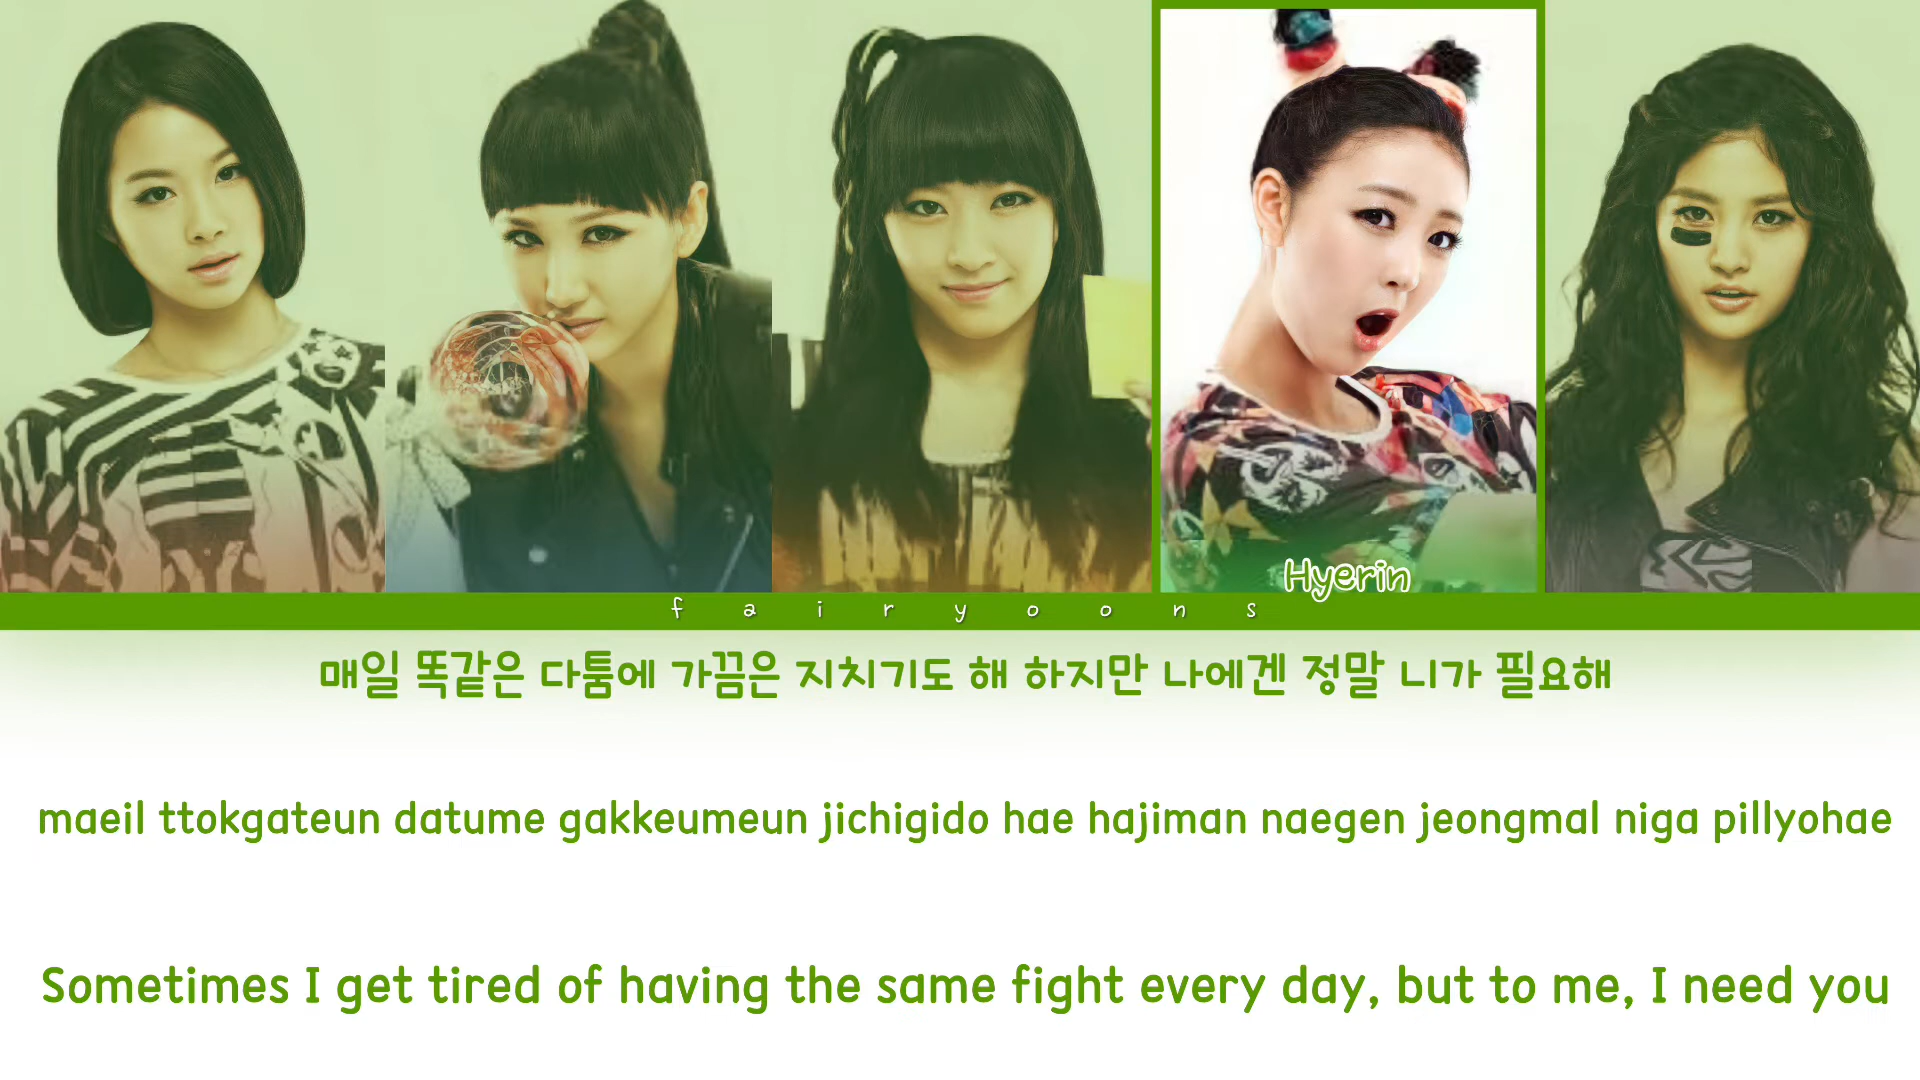 Hyerin
fairyoons
매일 똑같은 다툼에 가끔은 지치기도 해 하지만 나에겐 정말 니가 필요해
maeil ttokgateun datume gakkeumeun jichigido hae hajiman naegen jeongmal niga pillyohae
Sometimes I get tired of having the same fight every day, but to me, I need you